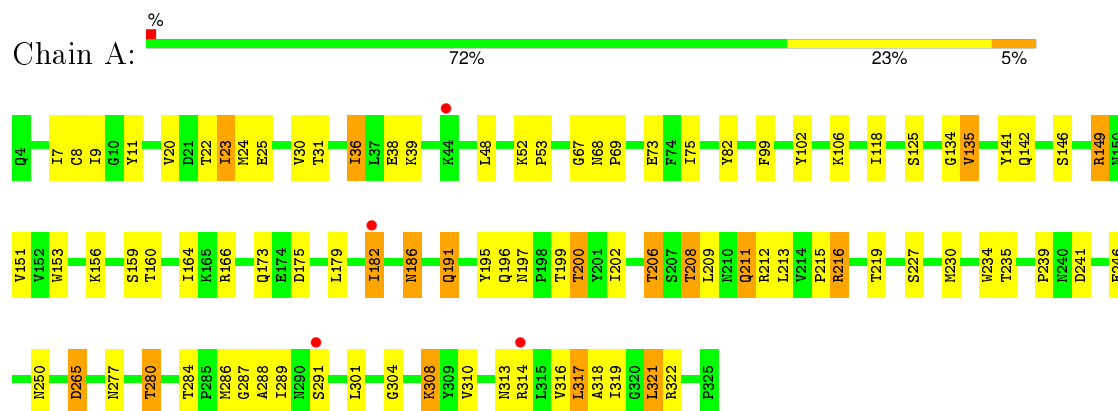 %
Chain A:
72% 23% 5%
Q4 I7 C8 I9 G10 Y11 V20 D21 T22 I23 M24 E25 V30 T31 I36 L37 E38 K39 K44 L48 K52 P53 G67 N68 P69 E73 F74 I75 Y82 F99 Y102 K106 I118 S125 G134 V135 Y141 Q142 S146 R149 N150
V151 V152 W153 K156 S159 T160 I164 K165 R166 Q173 E174 D175 L179 I182 N186 Q191 Y195 Q196 N197 P198 T199 T200 Y201 I202 T206 S207 T208 L209 N210 Q211 R212 L213 V214 P215 R216 T219 S227 M230 W234 T235 P239 N240 D241
N250 D265 N277 T280 T284 P285 M286 G287 A288 I289 N290 S291 L301 G304 K308 Y309 V310 N313 R314 L315 V316 L317 A318 I319 G320 L321 R322 P325